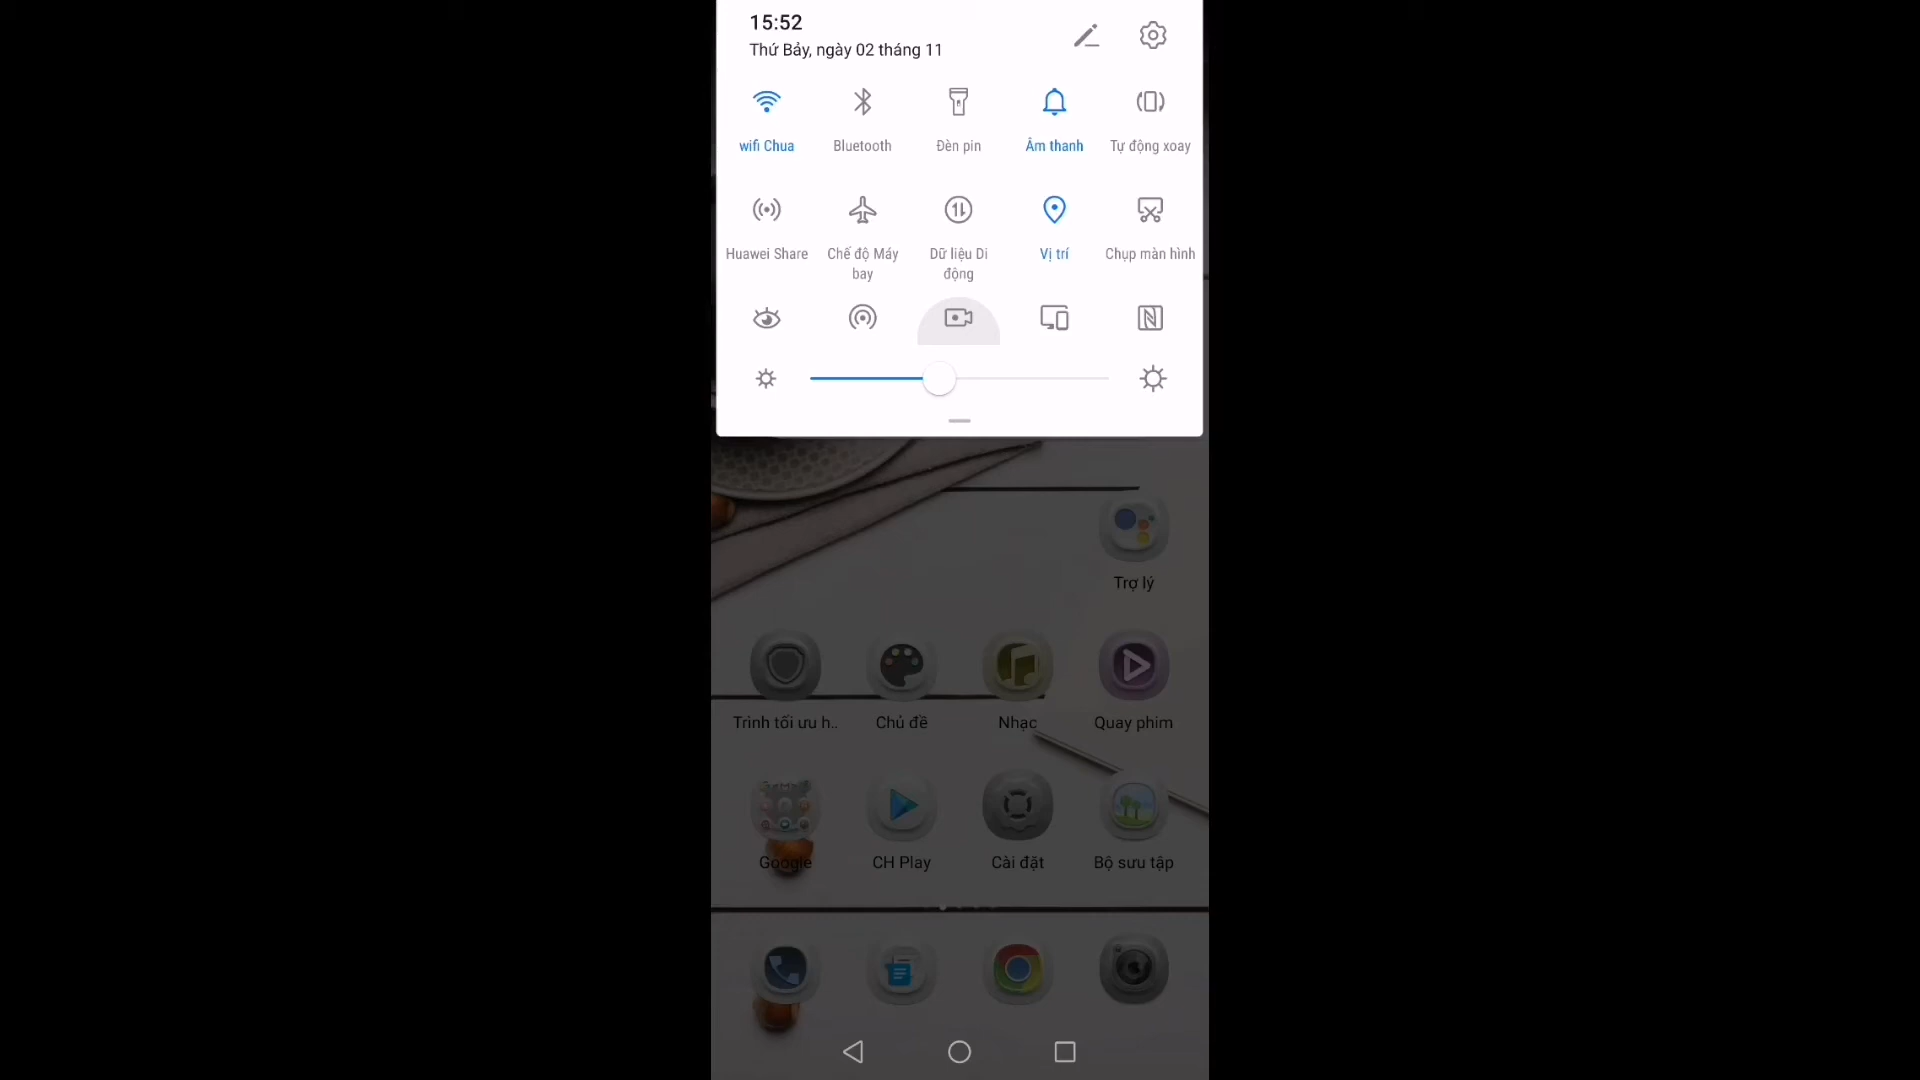 15:52
Thứ Bảy, ngày 02 tháng 11
wifi Chua
Bluetooth
Đèn pin
Âm thanh
Tự động xoay
Huawei Share
Chế độ Máy bay
Dữ liệu Di động
Vị trí
Chụp màn hình
Trợ lý
Trình tối ưu h..
Chủ đề
Nhạc
Quay phim
Google
CH Play
Cài đặt
Bộ sưu tập